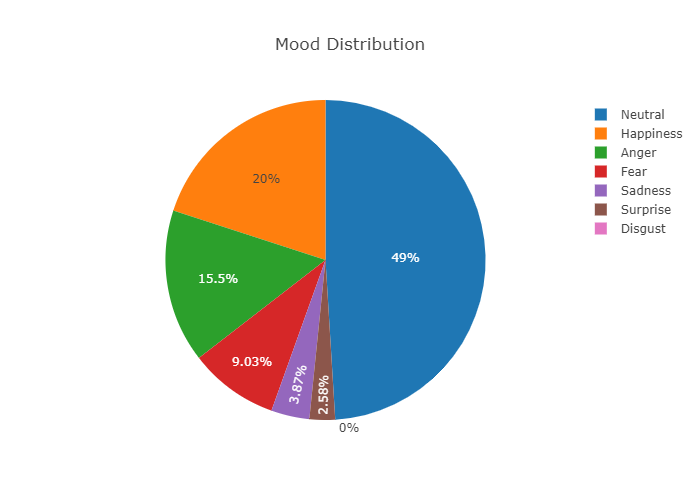 Mood Distribution
Neutral
Happiness
Anger
Fear
Sadness
Surprise
Disgust
20%
49%
15.5%
9.03%
3.87%
2.58%
0%